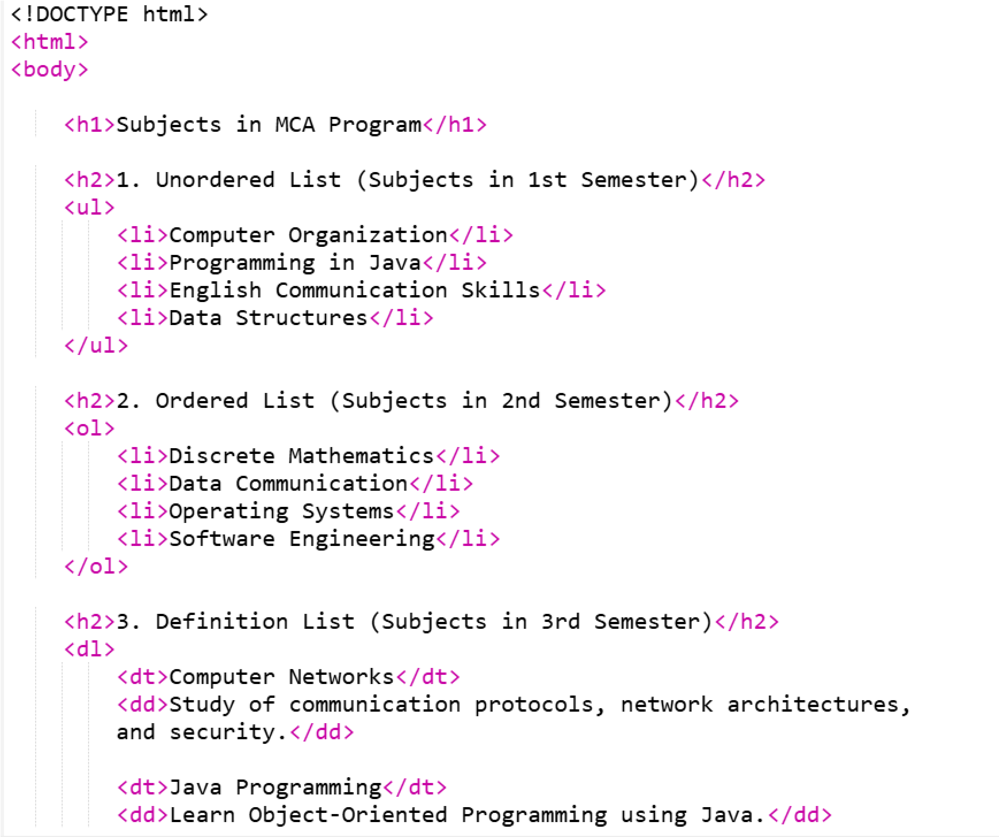 <!DOCTYPE html>
<html>
<body>
<h1>Subjects in MCA Program</h1>
<h2>1. Unordered List (Subjects in 1st Semester)</h2>
<ul>
<li>Computer Organization</li>
<li>Programming in Java</li>
<li>English Communication Skills</li>
<li>Data Structures</li>
</ul>
<h2>2. Ordered List (Subjects in 2nd Semester)</h2>
<ol>
<li>Discrete Mathematics</li>
<li>Data Communication</li>
<li>Operating Systems</li>
<li>Software Engineering</li>
</ol>
<h2>3. Definition List (Subjects in 3rd Semester)</h2>
<dl>
<dt>Computer Networks</dt>
<dd>Study of communication protocols, network architectures,
and security.</dd>
<dt>Java Programming</dt>
<dd>Learn Object-Oriented Programming using Java.</dd>